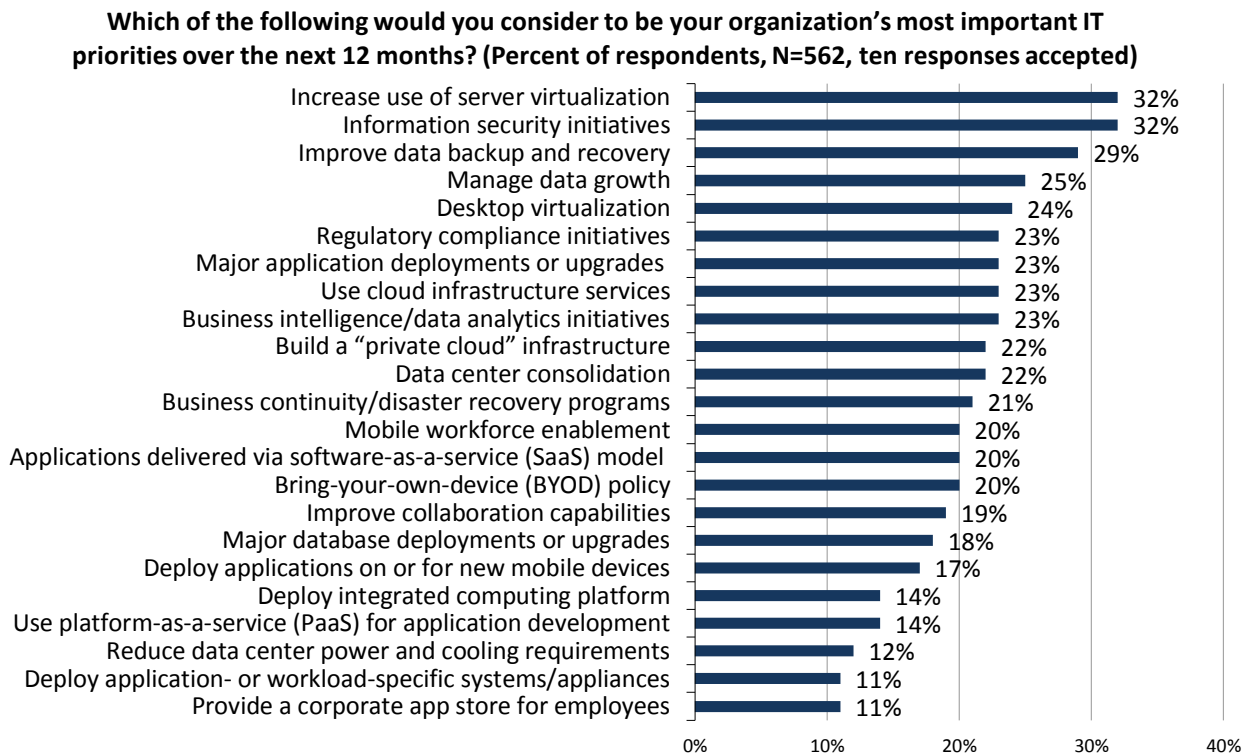 Which of the following would you consider to be your organization’s most important IT
priorities over the next 12 months? (Percent of respondents, N=562, ten responses accepted)
Increase use of server virtualization 32%
Information security initiatives 32%
Improve data backup and recovery 29%
Manage data growth 25%
Desktop virtualization 24%
Regulatory compliance initiatives 23%
Major application deployments or upgrades 23%
Use cloud infrastructure services 23%
Business intelligence/data analytics initiatives 23%
Build a “private cloud” infrastructure 22%
Data center consolidation 22%
Business continuity/disaster recovery programs 21%
Mobile workforce enablement 20%
Applications delivered via software-as-a-service (SaaS) model 20%
Bring-your-own-device (BYOD) policy 20%
Improve collaboration capabilities 19%
Major database deployments or upgrades 18%
Deploy applications on or for new mobile devices 17%
Deploy integrated computing platform 14%
Use platform-as-a-service (PaaS) for application development 14%
Reduce data center power and cooling requirements 12%
Deploy application- or workload-specific systems/appliances 11%
Provide a corporate app store for employees 11%
0% 10% 20% 30% 40%